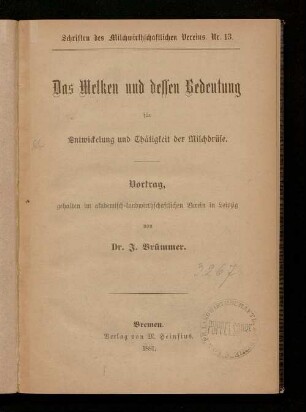 Schriften des Milchwirthschaftlichen Vereins. Nr. 13.
Das Melken und dessen Bedeutung
für
Entwickelung und Thätigkeit der Milchdrüse.
Vortrag,
gehalten im akademisch-landwirthschaftlichen Verein in Leipzig
von
Dr. J. Brümmer.
3267
Bremen
Verlag von M. Heinsius.